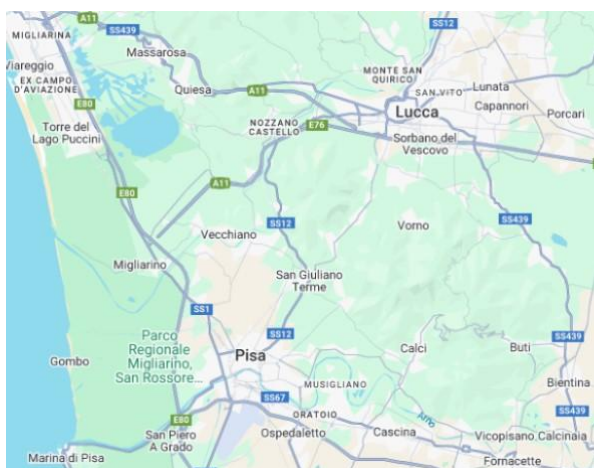 A11
SS439
SS12
MIGLIARINA
Massarosa
Viareggio
EX CAMPO
D'AVIAZIONE
E80
Quiesa
A11
MONTE SAN
QUIRICO
SAN VITO
Lunata
Capannori
Lucca
Porcari
Torre del
Lago Puccini
NOZZANO
CASTELLO
E76
Sorbano del
Vescovo
E80
A11
SS12
Vecchiano
Vorno
SS439
Migliarino
San Giuliano
Terme
SS1
SS12
Parco
Regionale
Migliarino,
San Rossore...
Pisa
Calci
Buti
SS439
Gombo
MUSIGLIANO
Bientina
SS67
ORATOIO
Arno
SS439
E80
San Piero
A Grado
Ospedaletto
Cascina
Vicopisano
Calcinaia
Marina di Pisa
Fornacette